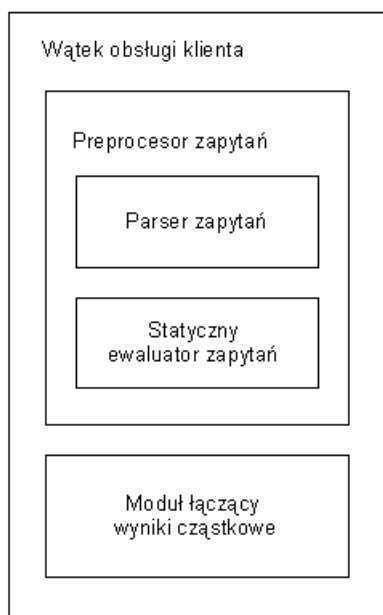 Wątek obsługi klienta
Preprocesor zapytań
Parser zapytań
Statyczny
ewaluator zapytań
Moduł łączący
wyniki cząstkowe